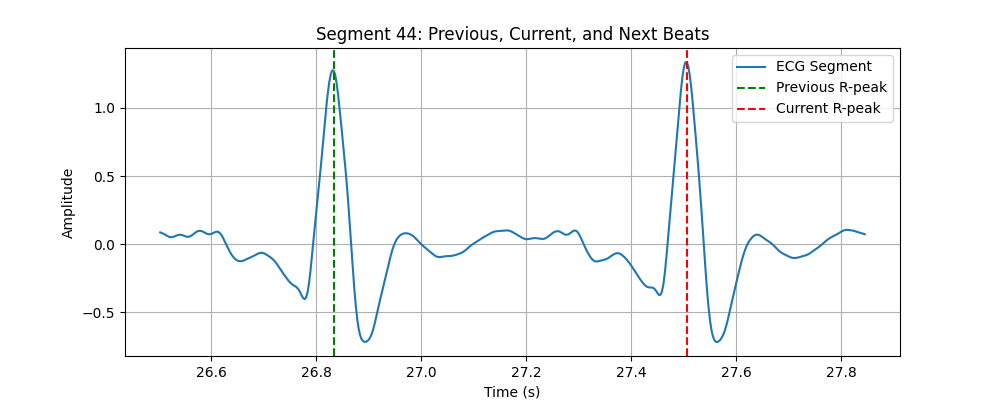 Segment 44: Previous, Current, and Next Beats
ECG Segment
Previous R-peak
Current R-peak
Amplitude
1.0
0.5
0.0
−0.5
26.6 26.8 27.0 27.2 27.4 27.6 27.8
Time (s)